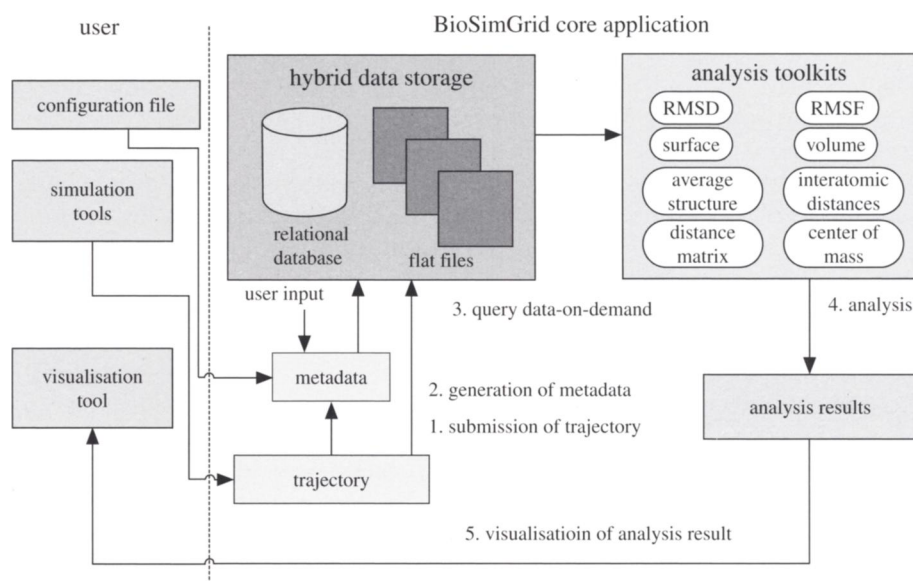 user
BioSimGrid core application
configuration file
simulation
tools
visualisation
tool
hybrid data storage
relational
database
flat files
analysis toolkits
RMSD
RMSF
surface
volume
average
structure
interatomic
distances
distance
matrix
center of
mass
user input
3. query data-on-demand
4. analysis
metadata
2. generation of metadata
analysis results
1. submission of trajectory
trajectory
5. visualisatioin of analysis result